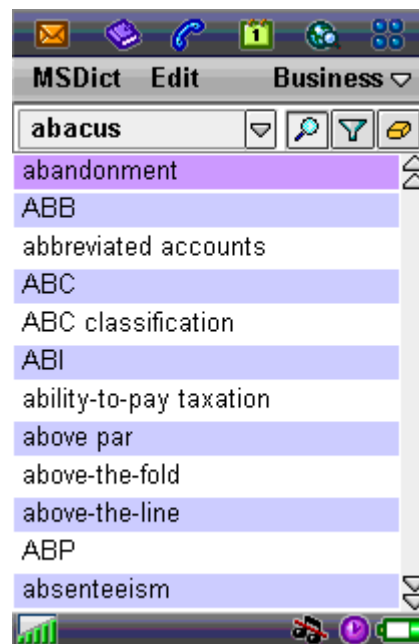 1
MSDict Edit Business
abacus
abandonment
ABB
abbreviated accounts
ABC
ABC classification
ABI
ability-to-pay taxation
above par
above-the-fold
above-the-line
ABP
absenteeism